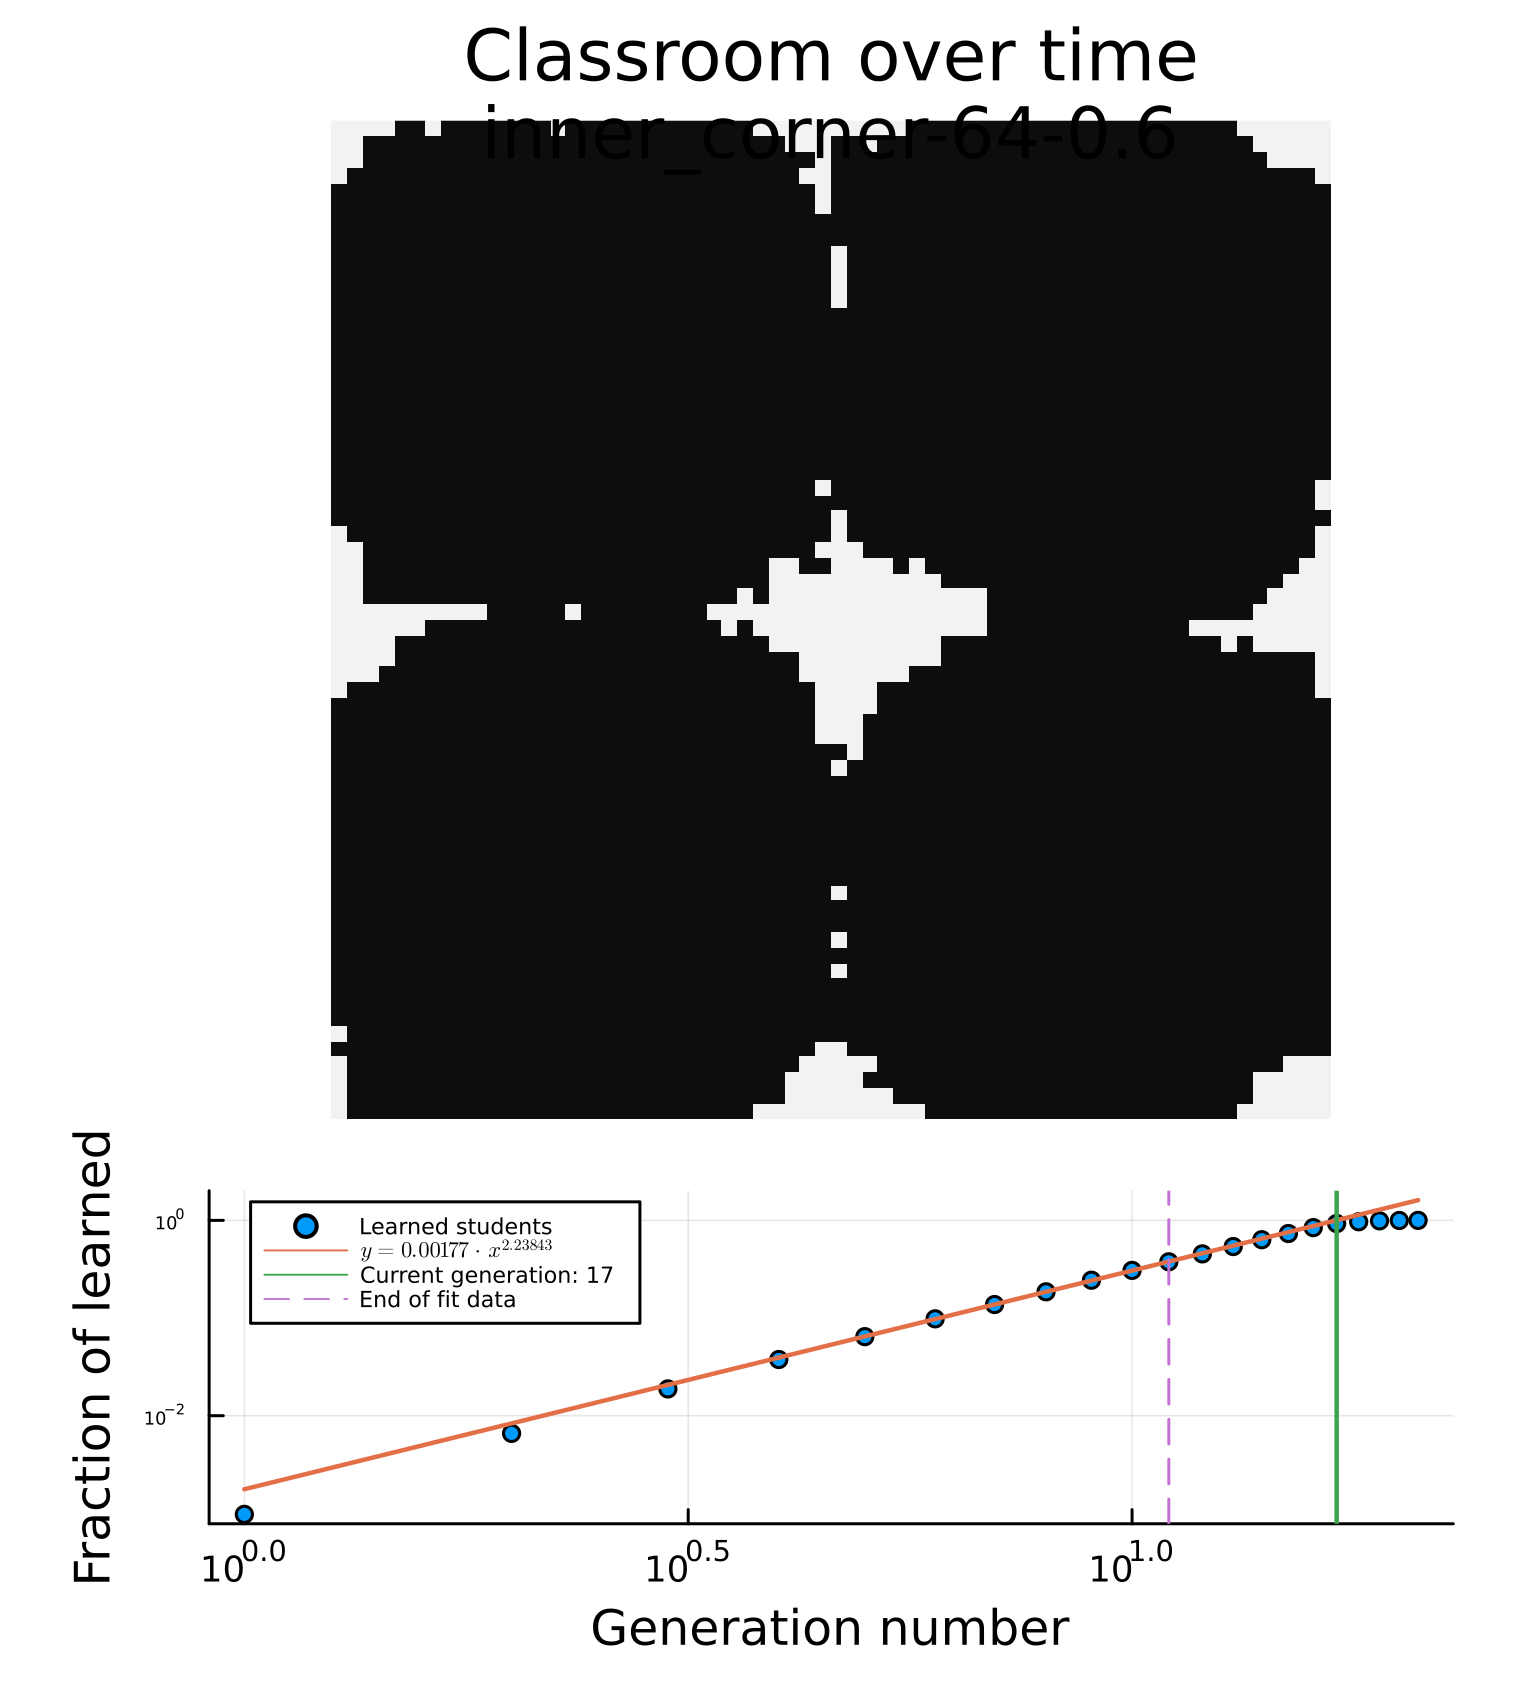 Classroom over time
inner_corner-64-0.6
Fraction of learned
10^0
10^−2
Learned students
y = 0.00177 · x^2.23843
Current generation: 17
End of fit data
10^0.0
10^0.5
10^1.0
Generation number